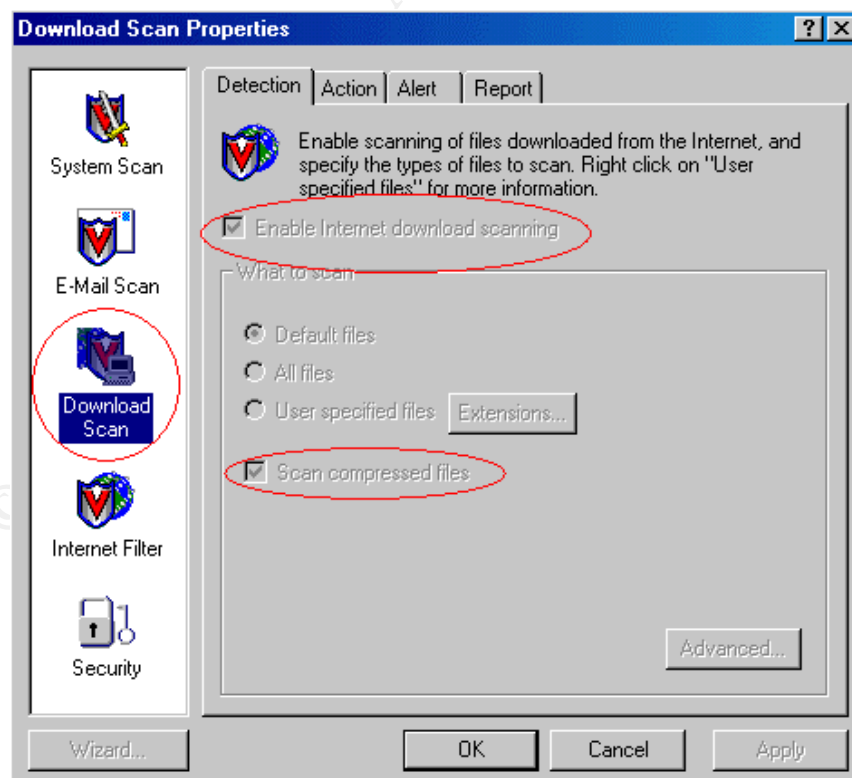 Download Scan Properties
System Scan
E-Mail Scan
Download
Scan
Internet Filter
Security
Detection
Action
Alert
Report
Enable scanning of files downloaded from the Internet, and
specify the types of files to scan. Right click on "User
specified files" for more information.
Enable Internet download scanning
What to scan
Default files
All files
User specified files
Extensions...
Scan compressed files
Advanced...
Wizard...
OK
Cancel
Apply